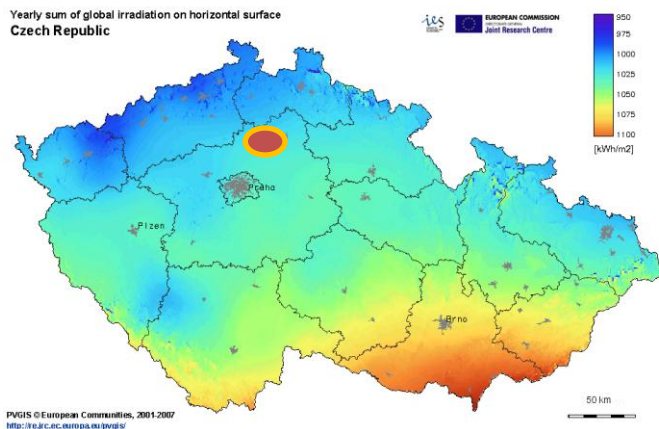 Yearly sum of global irradiation on horizontal surface
Czech Republic
ies
EUROPEAN COMMISSION
Joint Research Centre
950
975
1000
1025
1050
1075
1100
[kWh/m2]
Praha
Plzen
Brno
50 km
PVGIS © European Communities, 2001-2007
http://re.jrc.ec.europa.eu/pvgis/